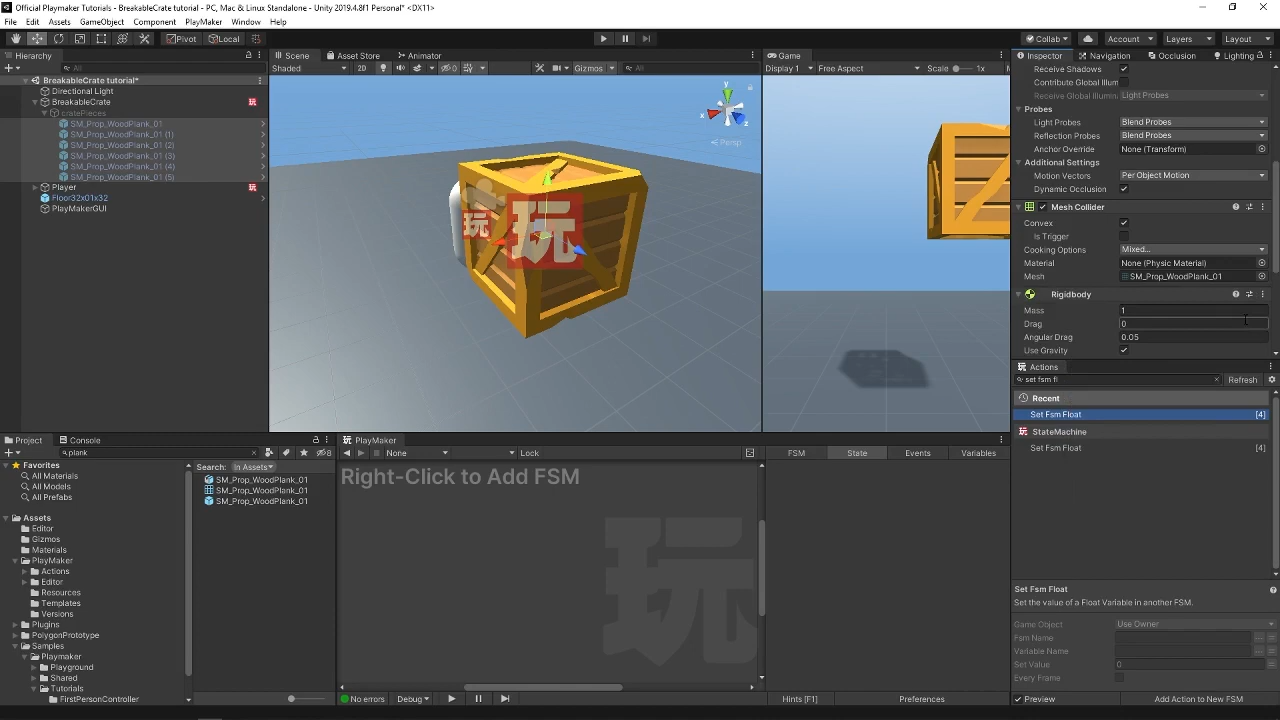 Official Playmaker Tutorials - BreakableCrate tutorial - PC, Mac & Linux Standalone - Unity 2019.4.8f1 Personal* <DX11>
File Edit Assets GameObject Component PlayMaker Window Help
Pivot Local Collab Account Layers Layout
Hierarchy
All
BreakableCrate tutorial*
Directional Light
BreakableCrate
cratePieces
SM_Prop_WoodPlank_01
SM_Prop_WoodPlank_01 (1)
SM_Prop_WoodPlank_01 (2)
SM_Prop_WoodPlank_01 (3)
SM_Prop_WoodPlank_01 (4)
SM_Prop_WoodPlank_01 (5)
Player
Floor32x01x32
PlayMakerGUI
Scene Asset Store Animator
Shaded 2D 0 Gizmos All
y
x
z
Persp
玩
玩
Game
Display 1 Free Aspect Scale 1x
Inspector Navigation Occlusion Lighting
Receive Shadows
Contribute Global Illum
Receive Global Illumin Light Probes
Probes
Light Probes Blend Probes
Reflection Probes Blend Probes
Anchor Override None (Transform)
Additional Settings
Motion Vectors Per Object Motion
Dynamic Occlusion
Mesh Collider
Convex
Is Trigger
Cooking Options Mixed...
Material None (Physic Material)
Mesh SM_Prop_WoodPlank_01
Rigidbody
Mass 1
Drag 0
Angular Drag 0.05
Use Gravity
Actions
set fsm fl Refresh
Recent
Set Fsm Float [4]
StateMachine
Set Fsm Float [4]
Set Fsm Float
Set the value of a Float Variable in another FSM.
Game Object Use Owner
Fsm Name
Variable Name
Set Value 0
Every Frame
Preview Add Action to New FSM
Project Console
plank 8
Favorites
All Materials
All Models
All Prefabs
Assets
Editor
Gizmos
Materials
PlayMaker
Actions
Editor
Resources
Templates
Versions
Plugins
PolygonPrototype
Samples
Playmaker
Playground
Shared
Tutorials
FirstPersonController
Search: In Assets
SM_Prop_WoodPlank_01
SM_Prop_WoodPlank_01
SM_Prop_WoodPlank_01
PlayMaker
None Lock
Right-Click to Add FSM
玩
No errors Debug
FSM State Events Variables
Hints [F1] Preferences